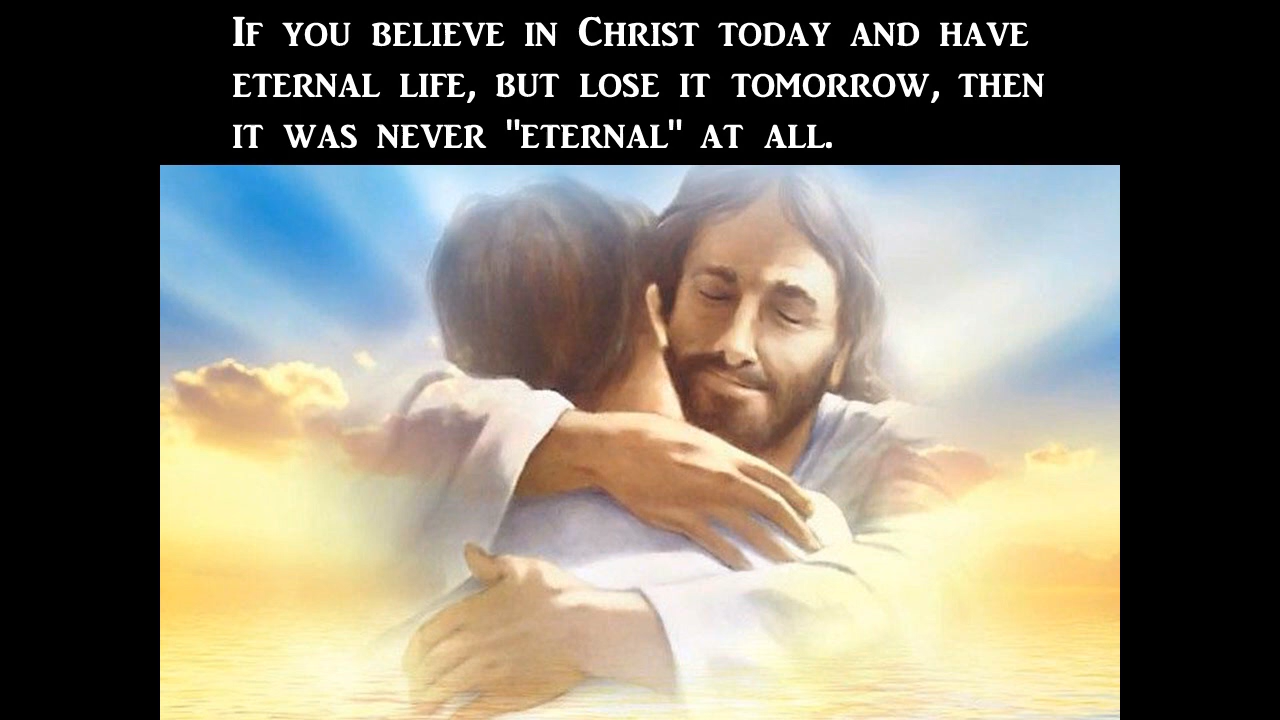 If you believe in Christ today and have
eternal life, but lose it tomorrow, then
it was never "eternal" at all.